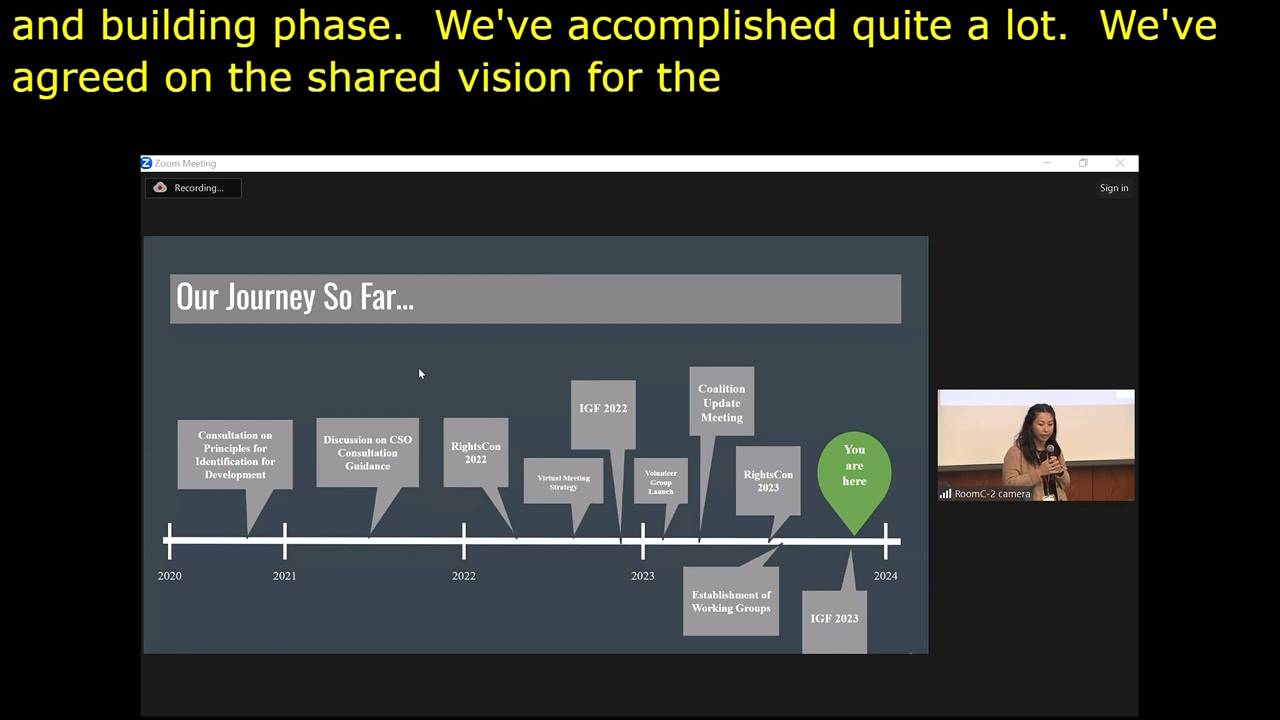 and building phase.  We've accomplished quite a lot.  We've
agreed on the shared vision for the
Zoom Meeting
Recording...
Sign in
Our Journey So Far...
Consultation on
Principles for
Identification for
Development
Discussion on CSO
Consultation
Guidance
RightsCon
2022
Virtual Meeting
Strategy
IGF 2022
Volunteer
Group
Launch
Coalition
Update
Meeting
RightsCon
2023
You
are
here
2020
2021
2022
2023
2024
Establishment of
Working Groups
IGF 2023
RoomC-2 camera